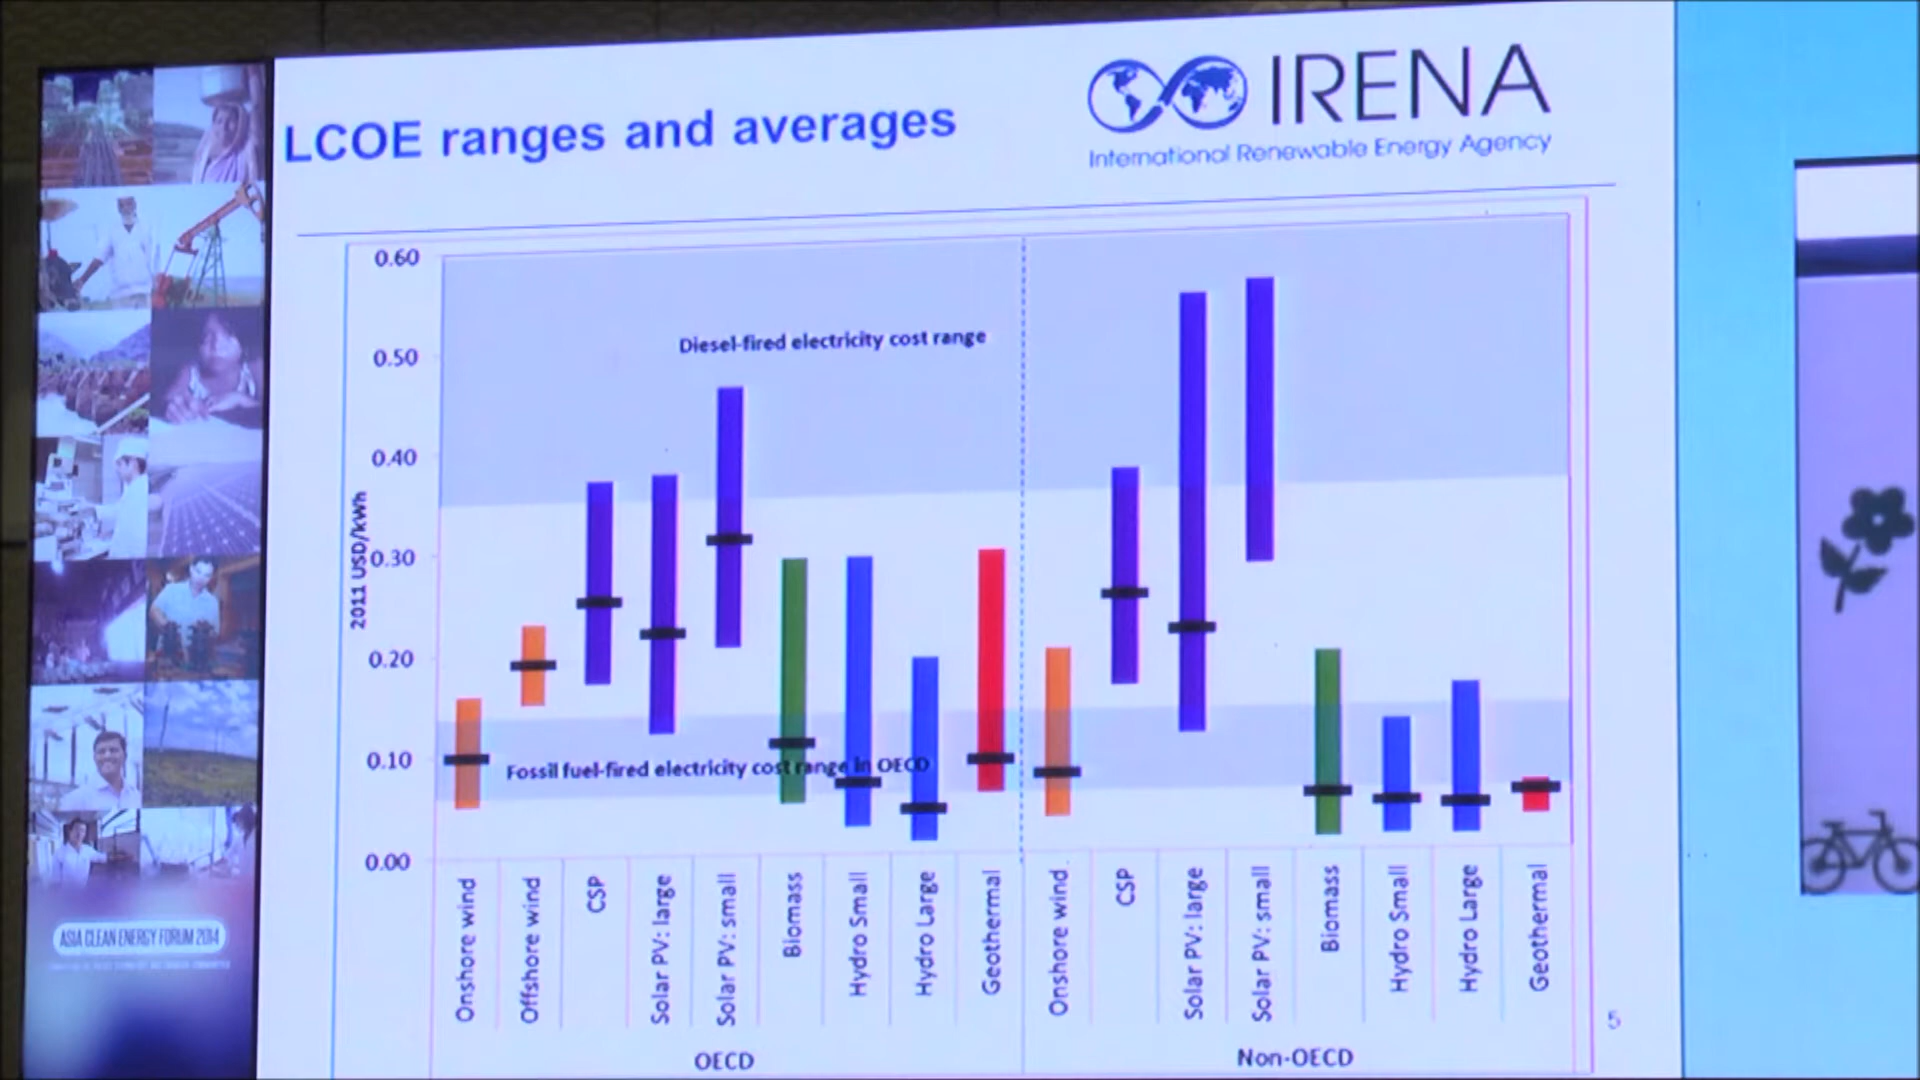 LCOE ranges and averages
IRENA
International Renewable Energy Agency
0.60
0.50
0.40
0.30
0.20
0.10
0.00
2011 USD/kWh
Diesel-fired electricity cost range
Fossil fuel-fired electricity cost range in OECD
Onshore wind
Offshore wind
CSP
Solar PV: large
Solar PV: small
Biomass
Hydro Small
Hydro Large
Geothermal
Onshore wind
CSP
Solar PV: large
Solar PV: small
Biomass
Hydro Small
Hydro Large
Geothermal
OECD
Non-OECD
5
ASIA CLEAN ENERGY FORUM 2014